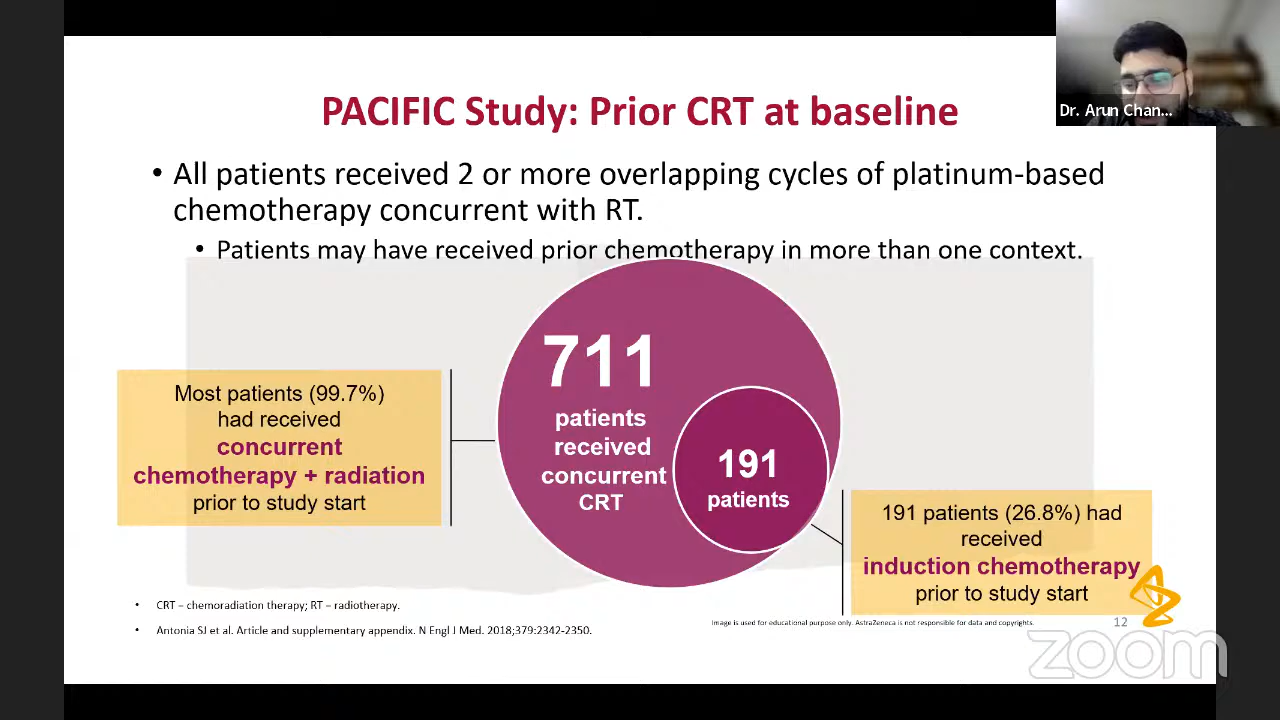 PACIFIC Study: Prior CRT at baseline
Dr. Arun Chan...
• All patients received 2 or more overlapping cycles of platinum-based
chemotherapy concurrent with RT.
• Patients may have received prior chemotherapy in more than one context.
711
patients
received
concurrent
CRT
191
patients
Most patients (99.7%)
had received
concurrent
chemotherapy + radiation
prior to study start
191 patients (26.8%) had
received
induction chemotherapy
prior to study start
• CRT – chemoradiation therapy; RT – radiotherapy.
• Antonia SJ et al. Article and supplementary appendix. N Engl J Med. 2018;379:2342-2350.
Image is used for educational purpose only. AstraZeneca is not responsible for data and copyrights.
12
zoom